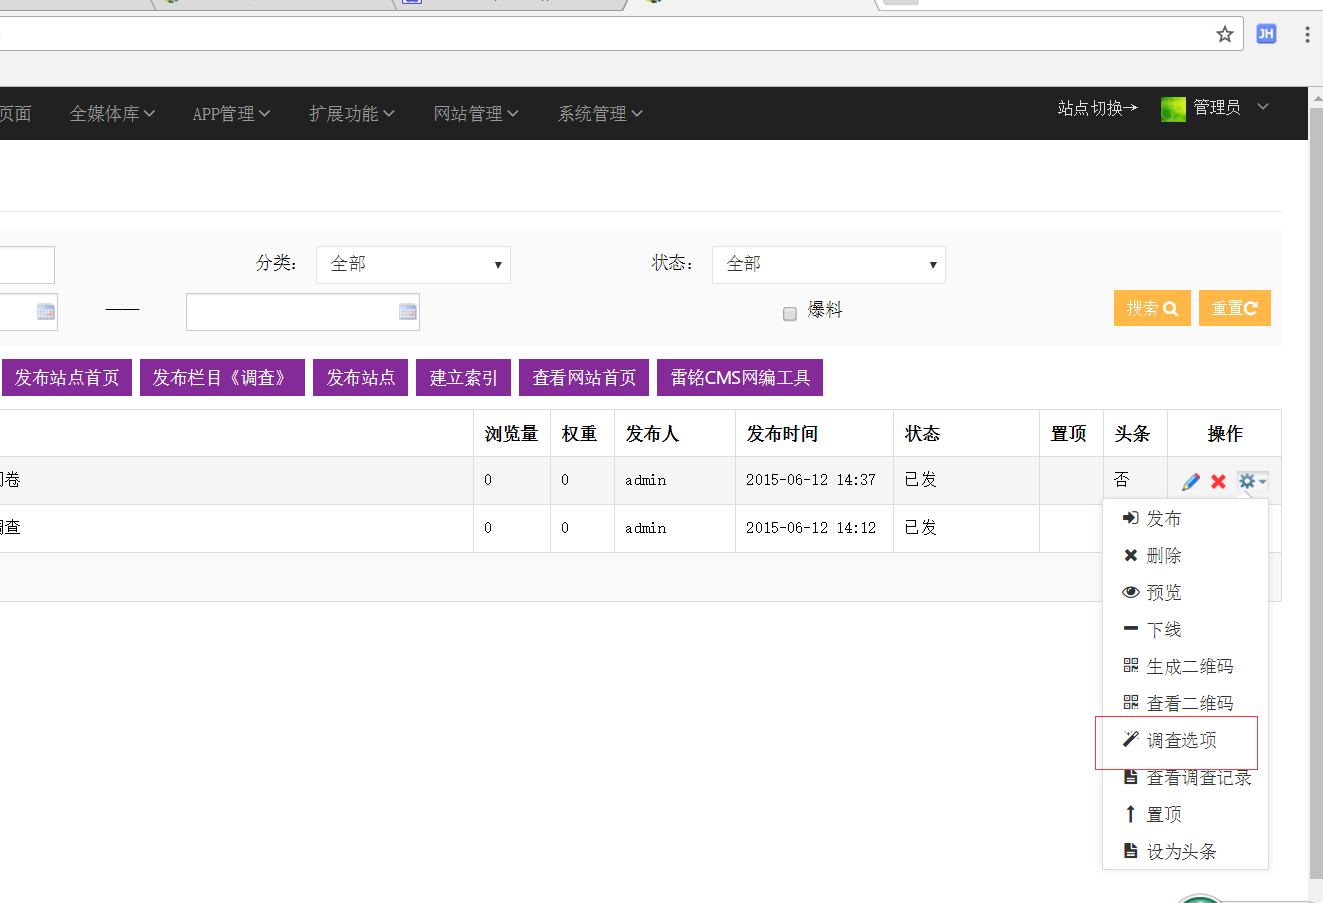 JH
页面 全媒体库 APP管理 扩展功能 网站管理 系统管理 站点切换→ 管理员
分类： 全部 状态： 全部
—— 爆料 搜索 重置
发布站点首页 发布栏目《调查》 发布站点 建立索引 查看网站首页 雷铭CMS网编工具
浏览量 权重 发布人 发布时间 状态 置顶 头条 操作
卷 0 0 admin 2015-06-12 14:37 已发 否
查 0 0 admin 2015-06-12 14:12 已发
发布
删除
预览
下线
生成二维码
查看二维码
调查选项
查看调查记录
置顶
设为头条